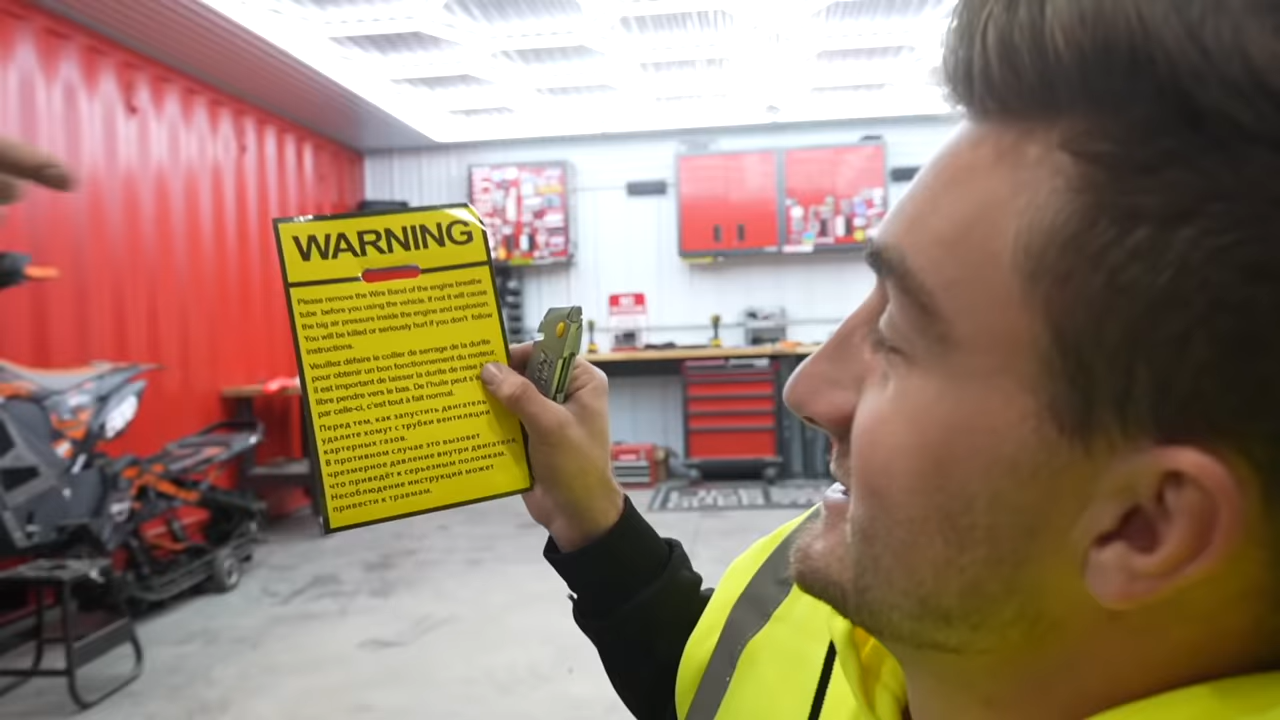 WARNING
Please remove the Wire Band of the engine breathe
tube before you using the vehicle. If not it will cause
the big air pressure inside the engine and explosion.
You will be killed or seriously hurt if you don't follow
instructions.
Veuillez défaire le collier de serrage de la durite
pour obtenir un bon fonctionnement du moteur,
il est important de laisser la durite de mise à
libre pendre vers le bas. De l'huile peut s'
par celle-ci, c'est tout à fait normal.
Перед тем, как запустить двигатель
удалите хомут с трубки вентиляции
картерных газов.
В противном случае это вызовет
чрезмерное давление внутри двигателя,
что приведёт к серьезным поломкам.
Несоблюдение инструкций может
привести к травмам.